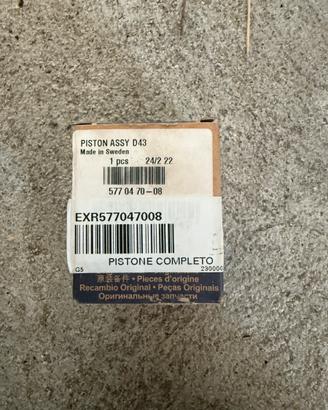 PISTON ASSY D43
Made in Sweden
1 pcs 24/2 22
577 04 70-08
EXR577047008
PISTONE COMPLETO
G5 230000
原装备件 • Pieces d'origine
Recambio Original • Peças Originais
Оригинальные запчасти